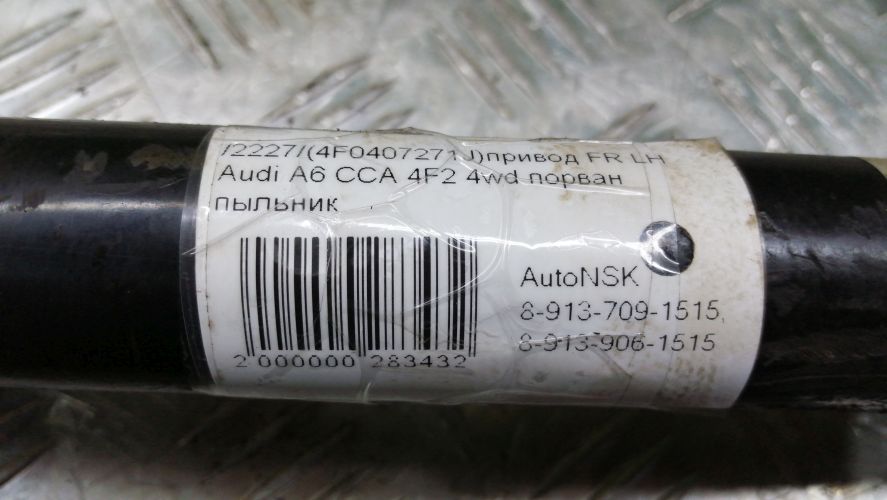 /2227/(4F0407271J)привод FR LH
Audi A6 CCA 4F2 4wd порван
пыльник
AutoNSK
8-913-709-1515,
8-913-906-1515
2 000000 283432